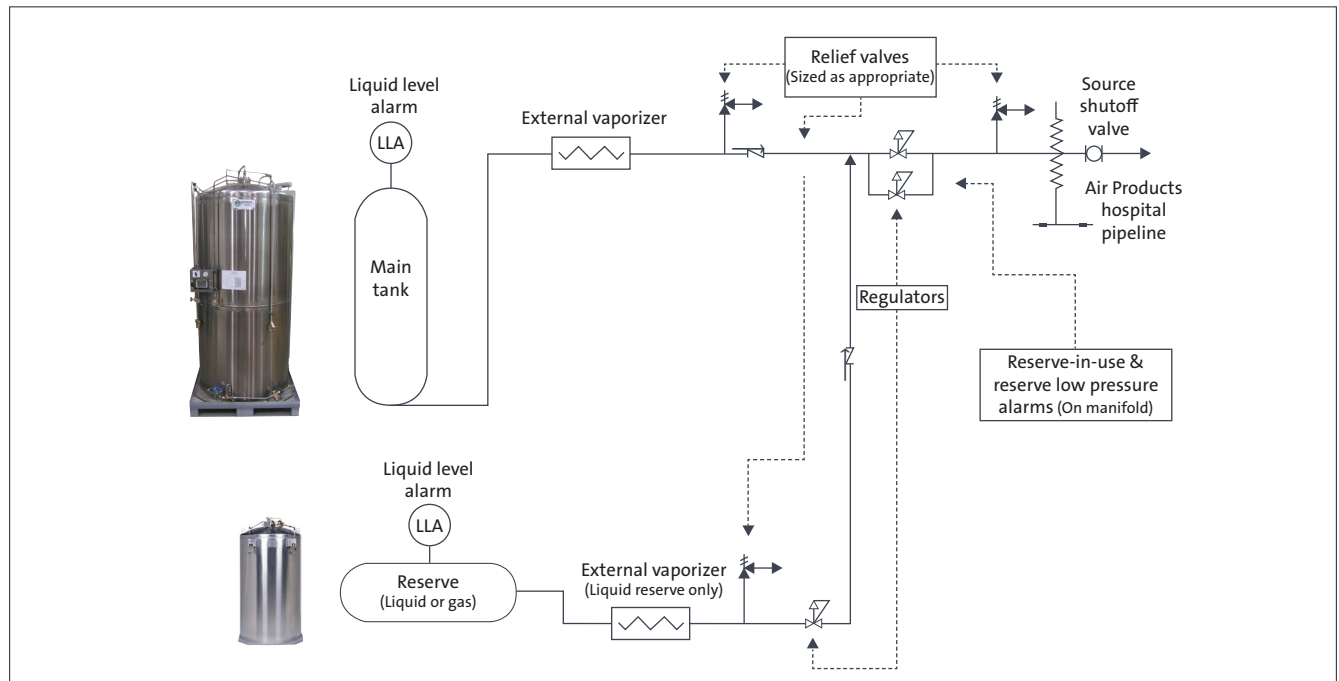 Relief valves
(Sized as appropriate)
Liquid level
alarm
LLA
External vaporizer
Source
shutoff
valve
Air Products
hospital
pipeline
Main
tank
Regulators
Reserve-in-use &
reserve low pressure
alarms (On manifold)
Liquid level
alarm
LLA
Reserve
(Liquid or gas)
External vaporizer
(Liquid reserve only)